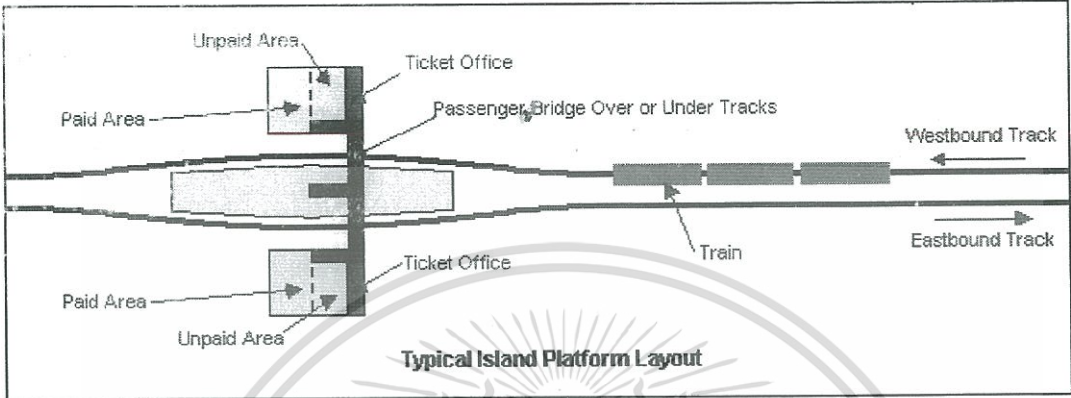 Unpaid Area
Ticket Office
Paid Area
Passenger Bridge Over or Under Tracks
Westbound Track
Eastbound Track
Train
Ticket Office
Paid Area
Unpaid Area
Typical Island Platform Layout